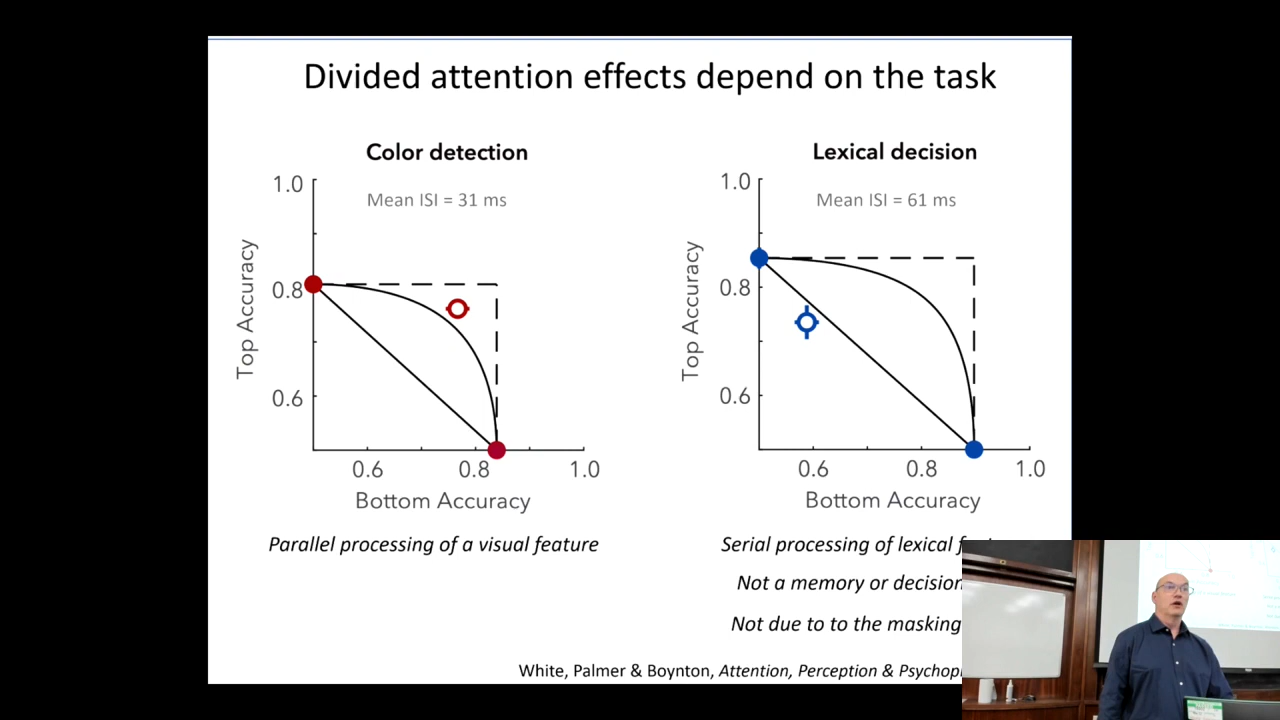 Divided attention effects depend on the task
Color detection
Mean ISI = 31 ms
1.0
0.8
0.6
Top Accuracy
0.6 0.8 1.0
Bottom Accuracy
Parallel processing of a visual feature
Lexical decision
Mean ISI = 61 ms
1.0
0.8
0.6
Top Accuracy
0.6 0.8 1.0
Bottom Accuracy
Serial processing of lexical
Not a memory or decision
Not due to to the masking
White, Palmer & Boynton, Attention, Perception &